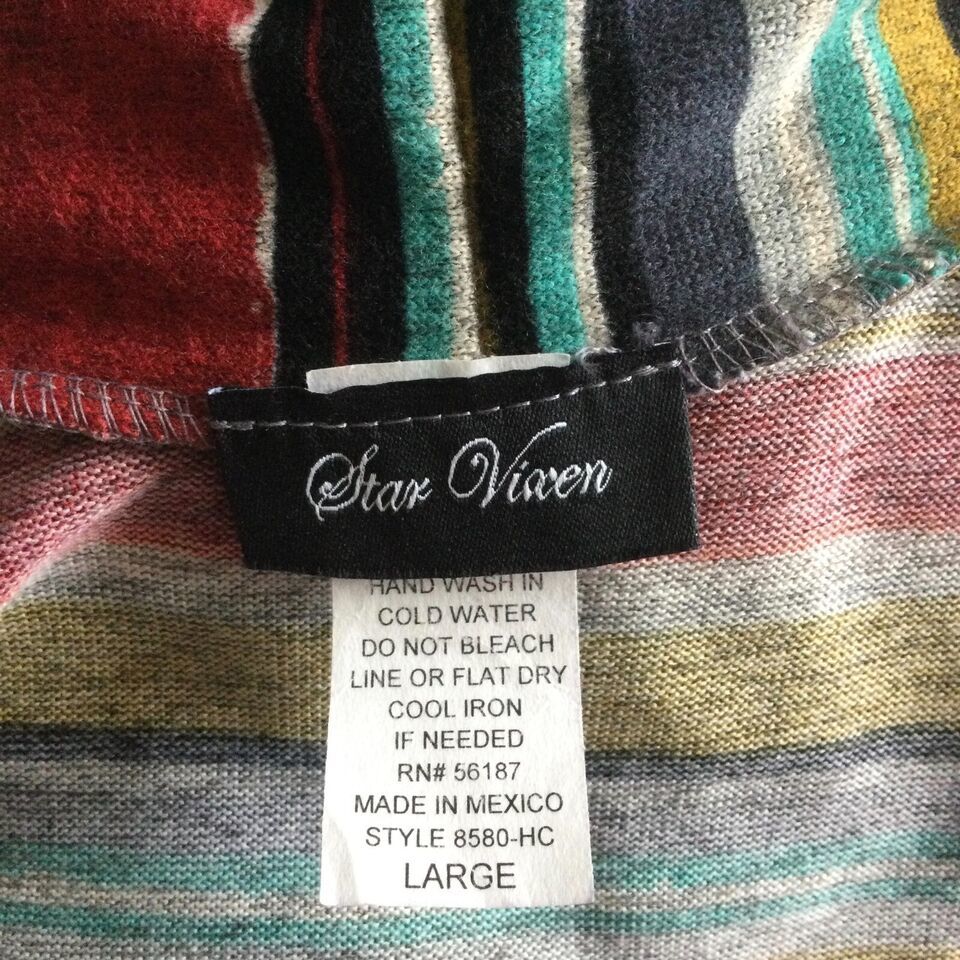 Star Vixen
HAND WASH IN
COLD WATER
DO NOT BLEACH
LINE OR FLAT DRY
COOL IRON
IF NEEDED
RN# 56187
MADE IN MEXICO
STYLE 8580-HC
LARGE